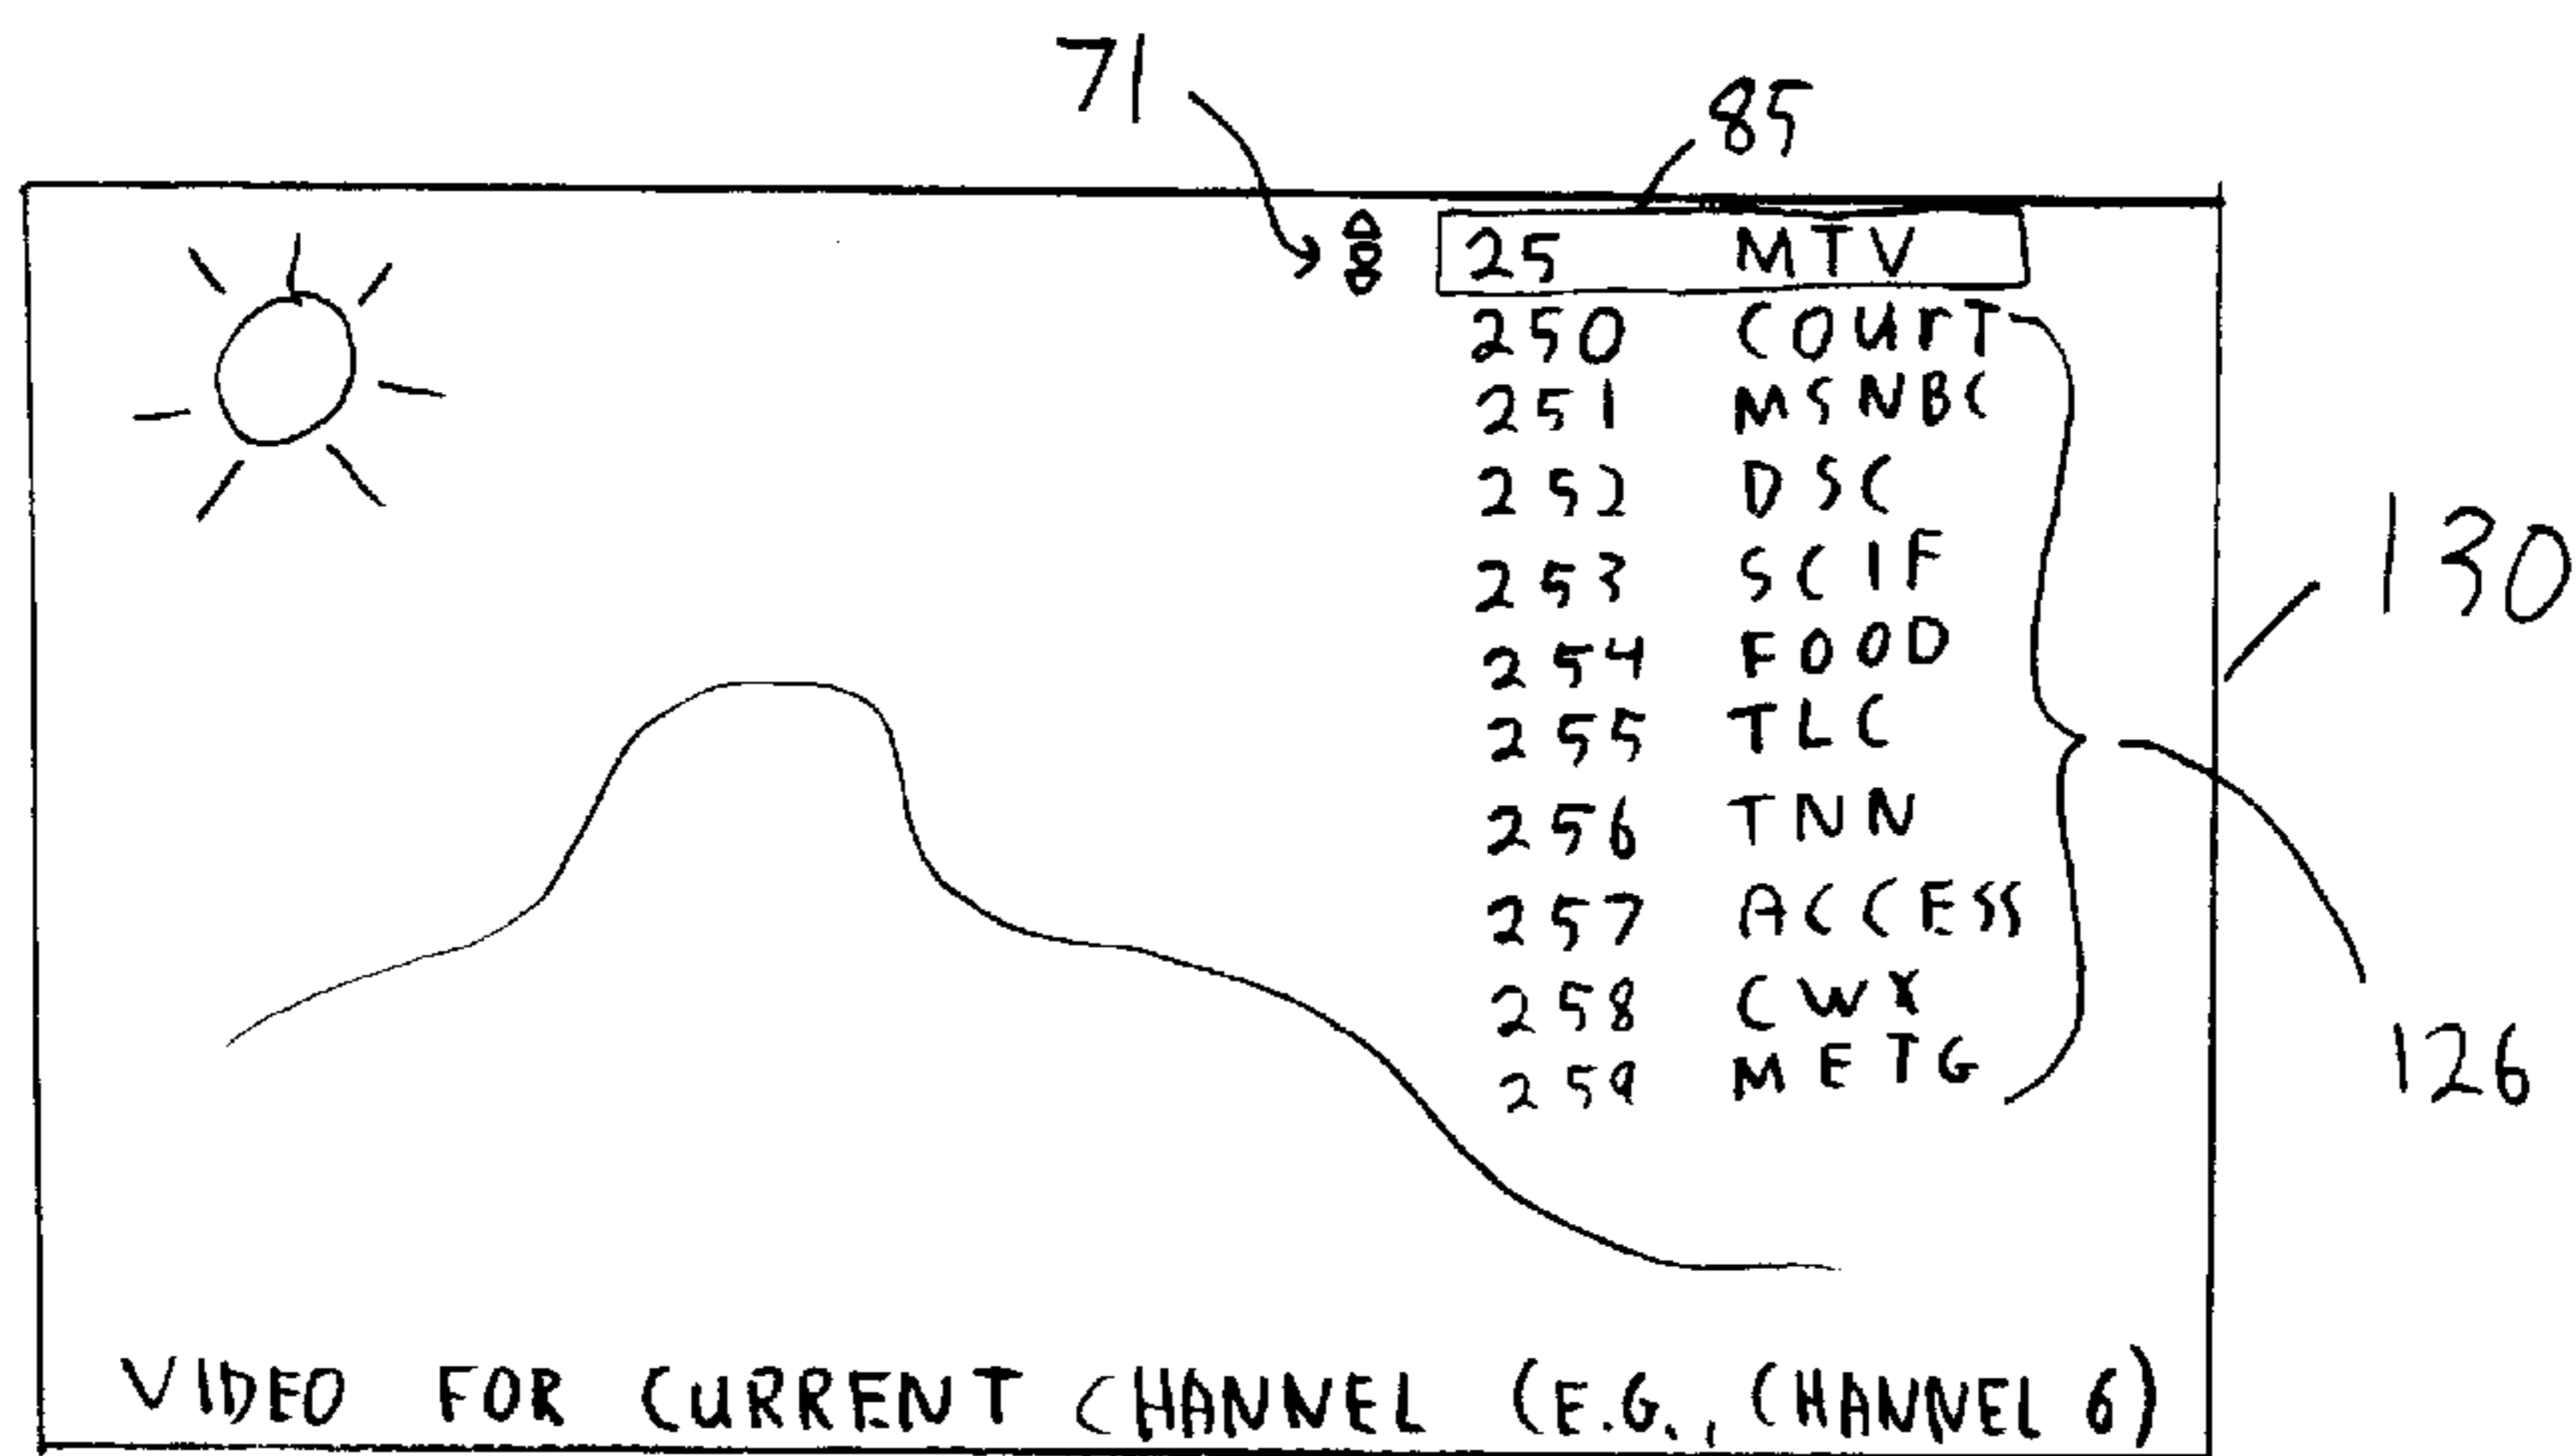 71
85
25 MTV
250 COURT
251 MSNBC
252 DSC
253 SCIF
254 FOOD
255 TLC
256 TNN
257 ACCESS
258 CWX
259 METG
130
126
VIDEO FOR CURRENT CHANNEL (E.G., CHANNEL 6)